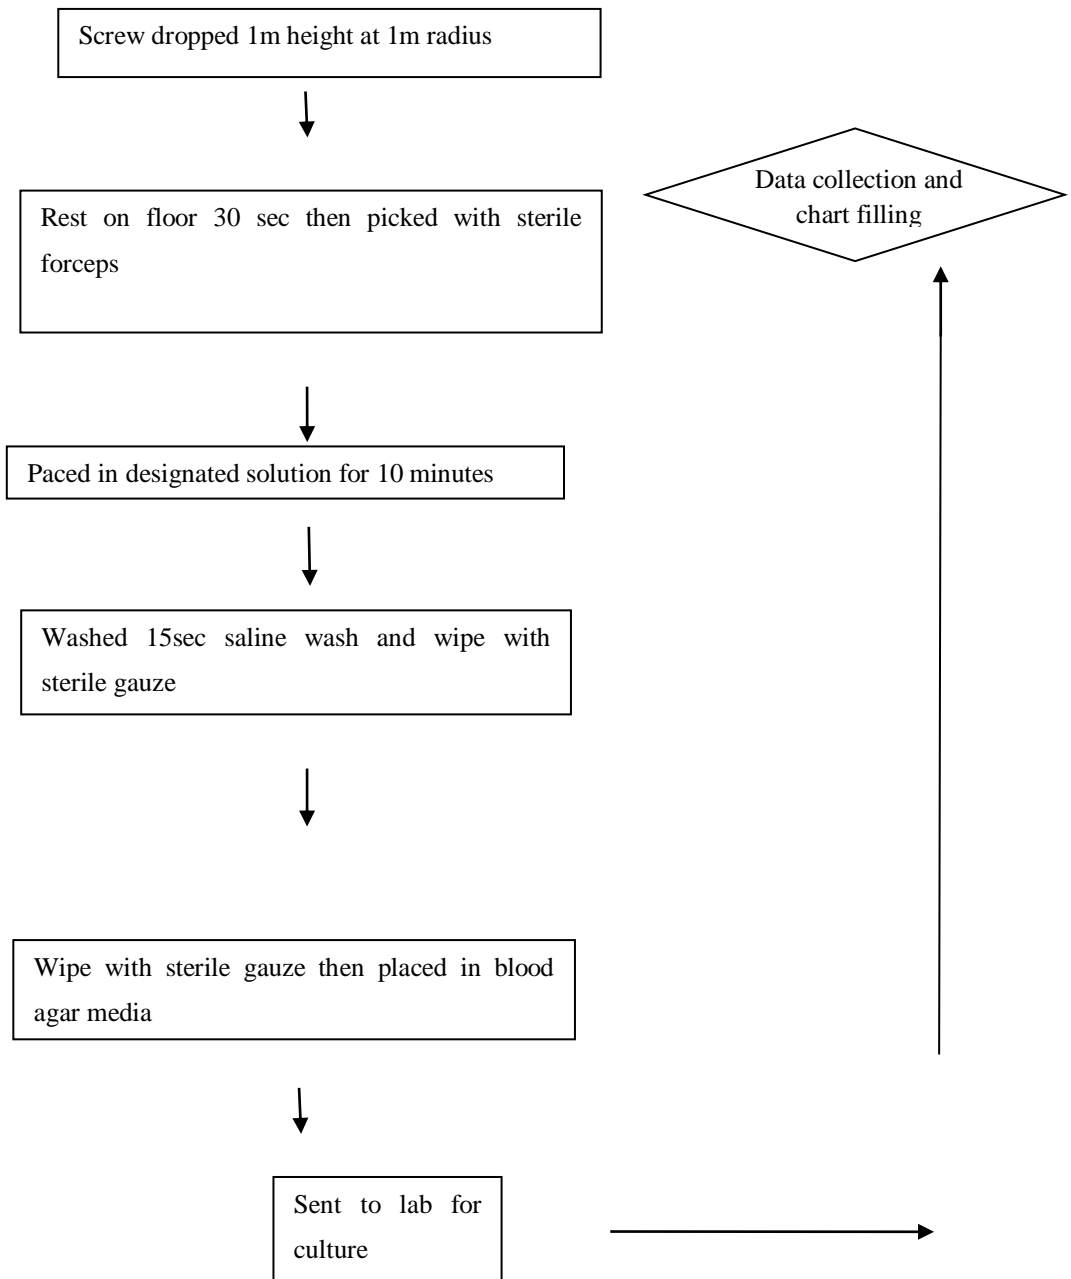 Screw dropped 1m height at 1m radius
Rest on floor 30 sec then picked with sterile
forceps
Paced in designated solution for 10 minutes
Washed 15sec saline wash and wipe with
sterile gauze
Wipe with sterile gauze then placed in blood
agar media
Sent to lab for
culture
Data collection and
chart filling